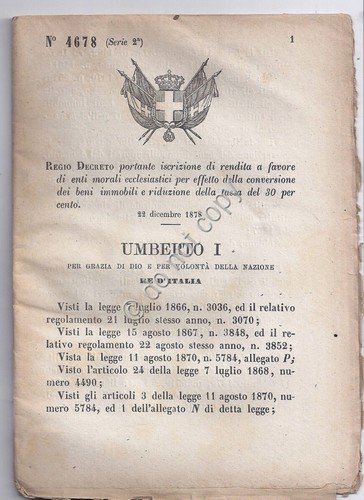 N° 4678 (Serie 2ª)
1
REGIO DECRETO portante iscrizione di rendita a favore
di enti morali ecclesiastici per effetto della conversione
dei beni immobili e riduzione della tassa del 30 per
cento.
22 dicembre 1878
UMBERTO I
PER GRAZIA DI DIO E PER VOLONTÀ DELLA NAZIONE
RE D'ITALIA
Visti la legge 7 luglio 1866, n. 3036, ed il relativo
regolamento 21 luglio stesso anno, n. 3070;
Visti la legge 15 agosto 1867, n. 3848, ed il re-
lativo regolamento 22 agosto stesso anno, n. 3852;
Vista la legge 11 agosto 1870, n. 5784, allegato P;
Visto l'articolo 24 della legge 7 luglio 1868, nu-
mero 4490;
Visti gli articoli 3 della legge 11 agosto 1870, nu-
mero 5784, ed 1 dell'allegato N di detta legge;
do not copy